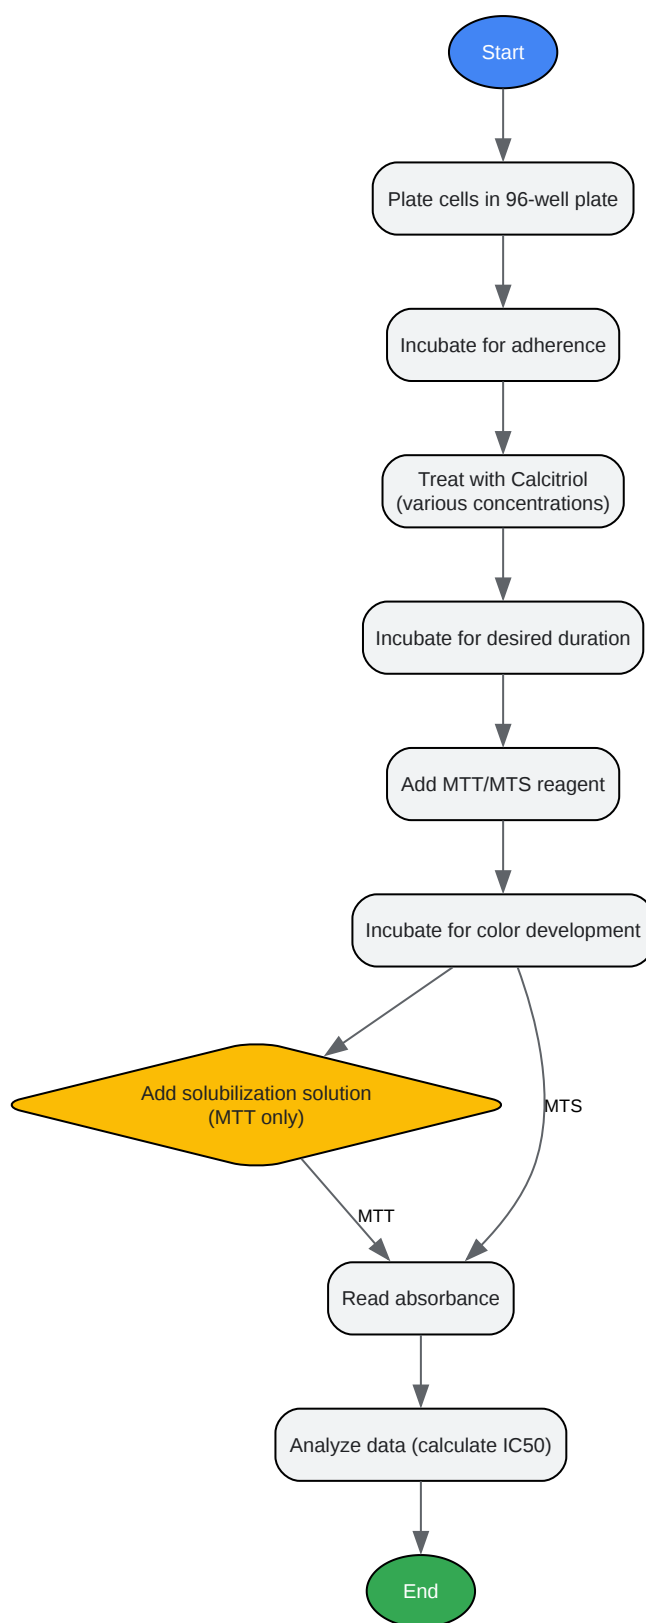 Start
Plate cells in 96-well plate
Incubate for adherence
Treat with Calcitriol
(various concentrations)
Incubate for desired duration
Add MTT/MTS reagent
Incubate for color development
Add solubilization solution
(MTT only)
MTS
MTT
Read absorbance
Analyze data (calculate IC50)
End